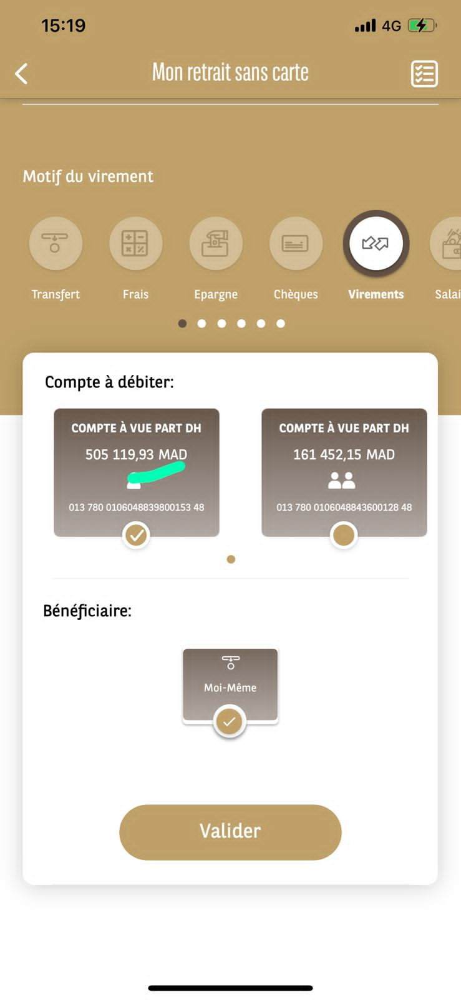 15:19
4G
Mon retrait sans carte
Motif du virement
Transfert Frais Epargne Chèques Virements Salai
Compte à débiter:
COMPTE À VUE PART DH
505 119,93 MAD
013 780 0106048839800153 48
COMPTE À VUE PART DH
161 452,15 MAD
013 780 0106048843600128 48
Bénéficiaire:
Moi-Même
Valider